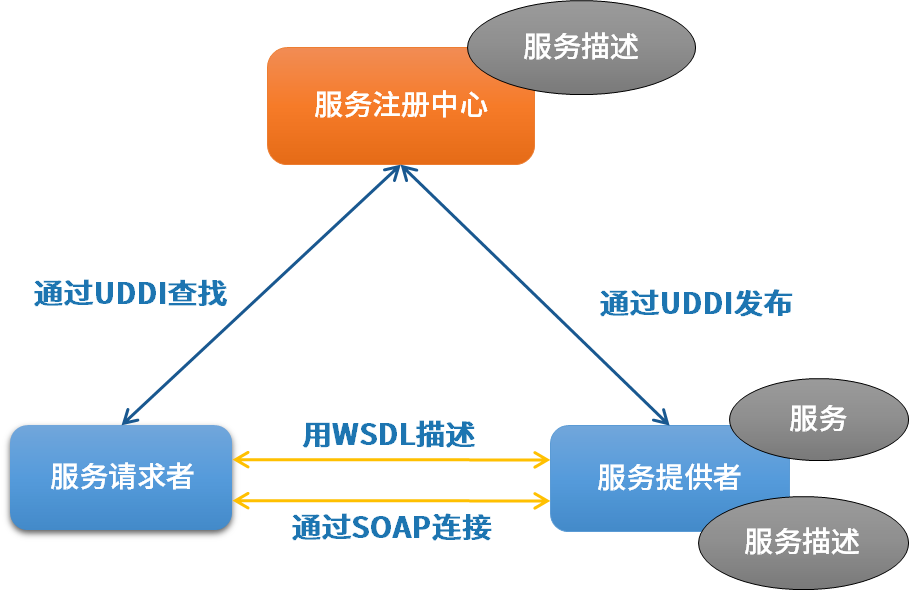 服务描述
服务注册中心
通过UDDI查找
通过UDDI发布
服务
用WSDL描述
服务请求者
服务提供者
通过SOAP连接
服务描述